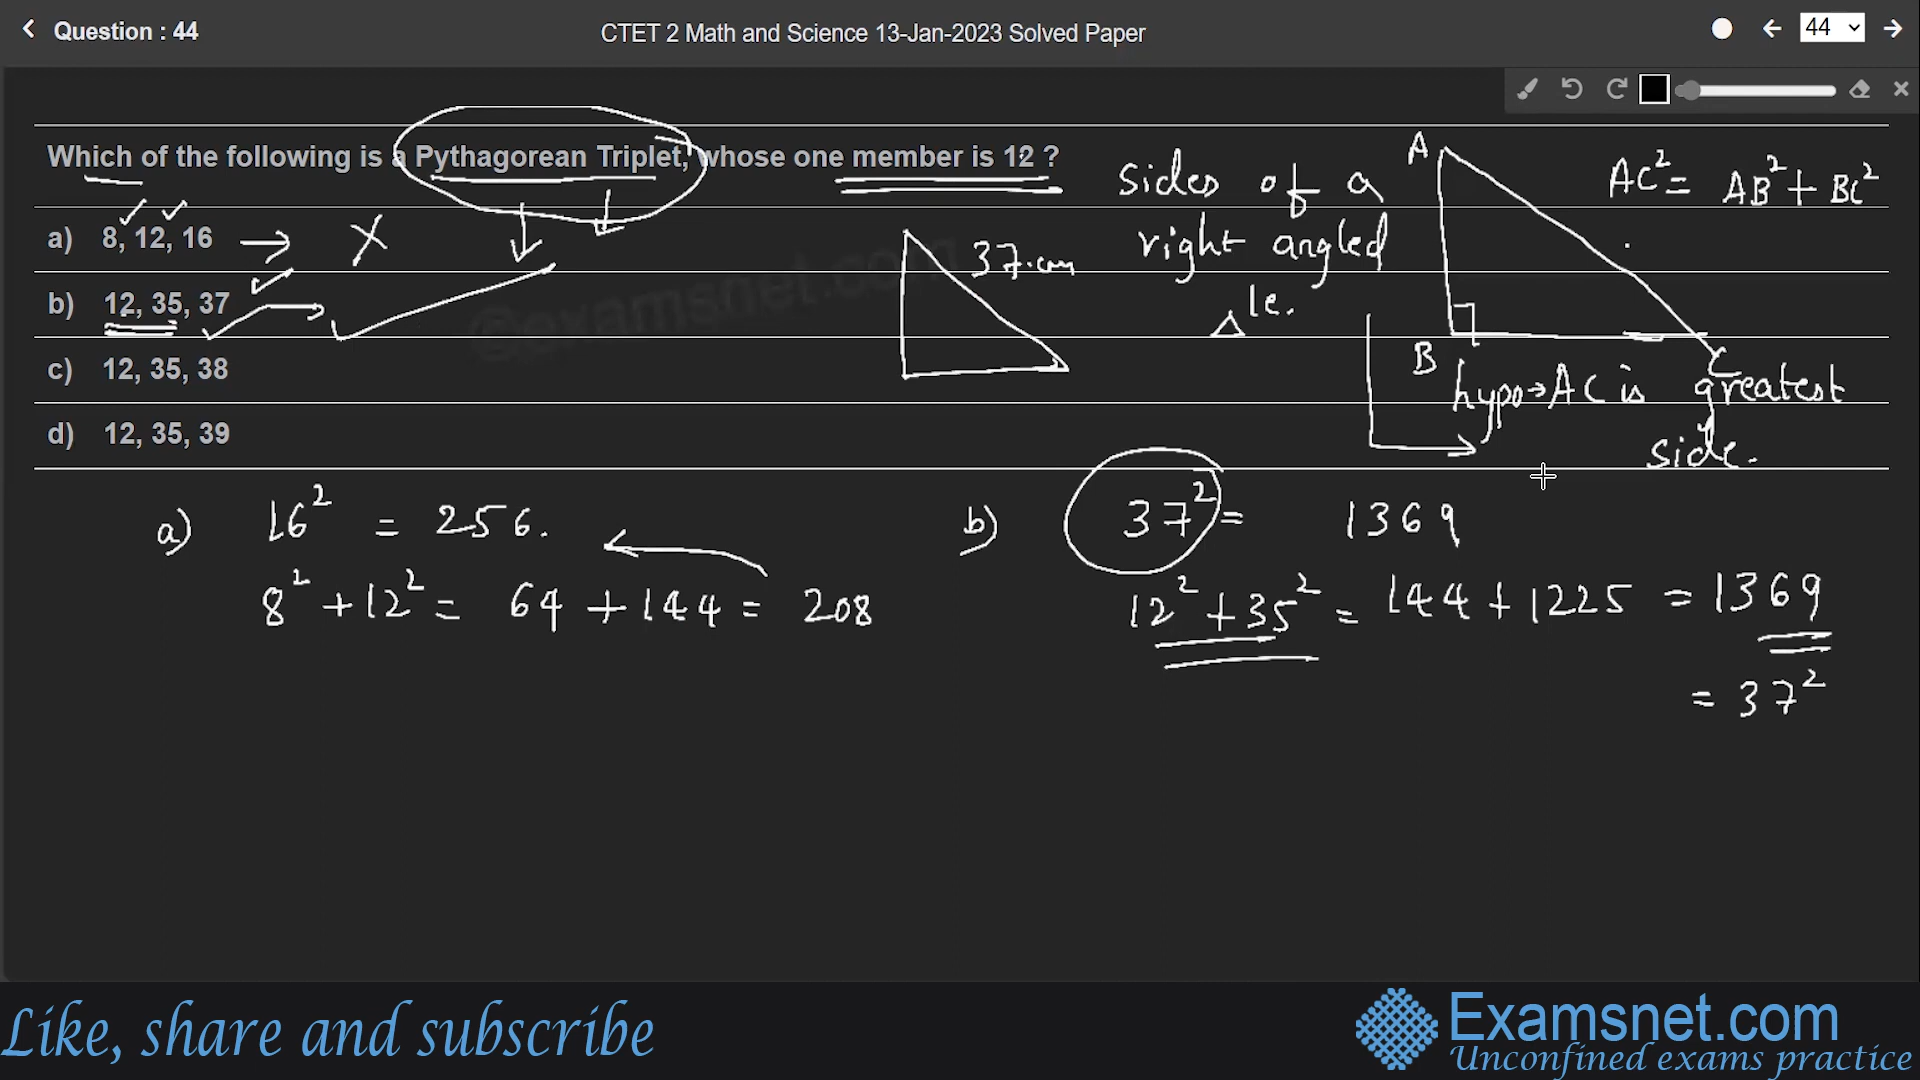 Question : 44
CTET 2 Math and Science 13-Jan-2023 Solved Paper
44
Which of the following is a Pythagorean Triplet, whose one member is 12 ?
a) 8, 12, 16 → X
b) 12, 35, 37
c) 12, 35, 38
d) 12, 35, 39
©examsnet.com
37.cm
sides of a
right angled
△le.
A
B
C
AC² = AB² + BC²
hypo→AC is greatest
side.
a) 16² = 256.
8² + 12² = 64 + 144 = 208
b) 37² = 1369
12² + 35² = 144 + 1225 = 1369
= 37²
Like, share and subscribe
Examsnet.com
Unconfined exams practice